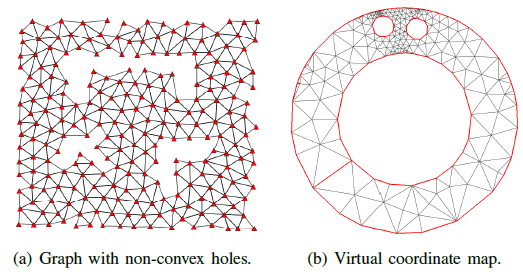 (a) Graph with non-convex holes.
(b) Virtual coordinate map.